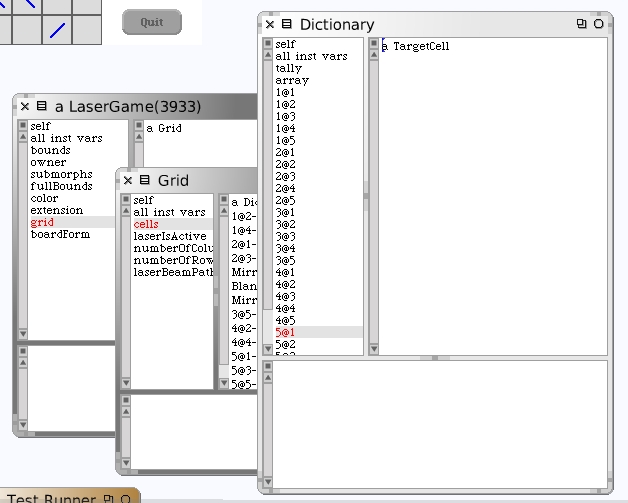 Quit
Dictionary
self
all inst vars
tally
array
1@1
1@2
1@3
1@4
1@5
2@1
2@2
2@3
2@4
2@5
3@1
3@2
3@3
3@4
3@5
4@1
4@2
4@3
4@4
4@5
5@1
5@2
a TargetCell
a LaserGame(3933)
self
all inst vars
bounds
owner
submorphs
fullBounds
color
extension
grid
boardForm
a Grid
Grid
self
all inst vars
cells
laserIsActive
numberOfColu
numberOfRow
laserBeamPath
a Dic
1@2-
1@4-
2@1-
2@3-
Mirr
Blan
Mirr
3@5-
4@2-
4@4-
5@1-
5@3-
5@5-
Test Runner